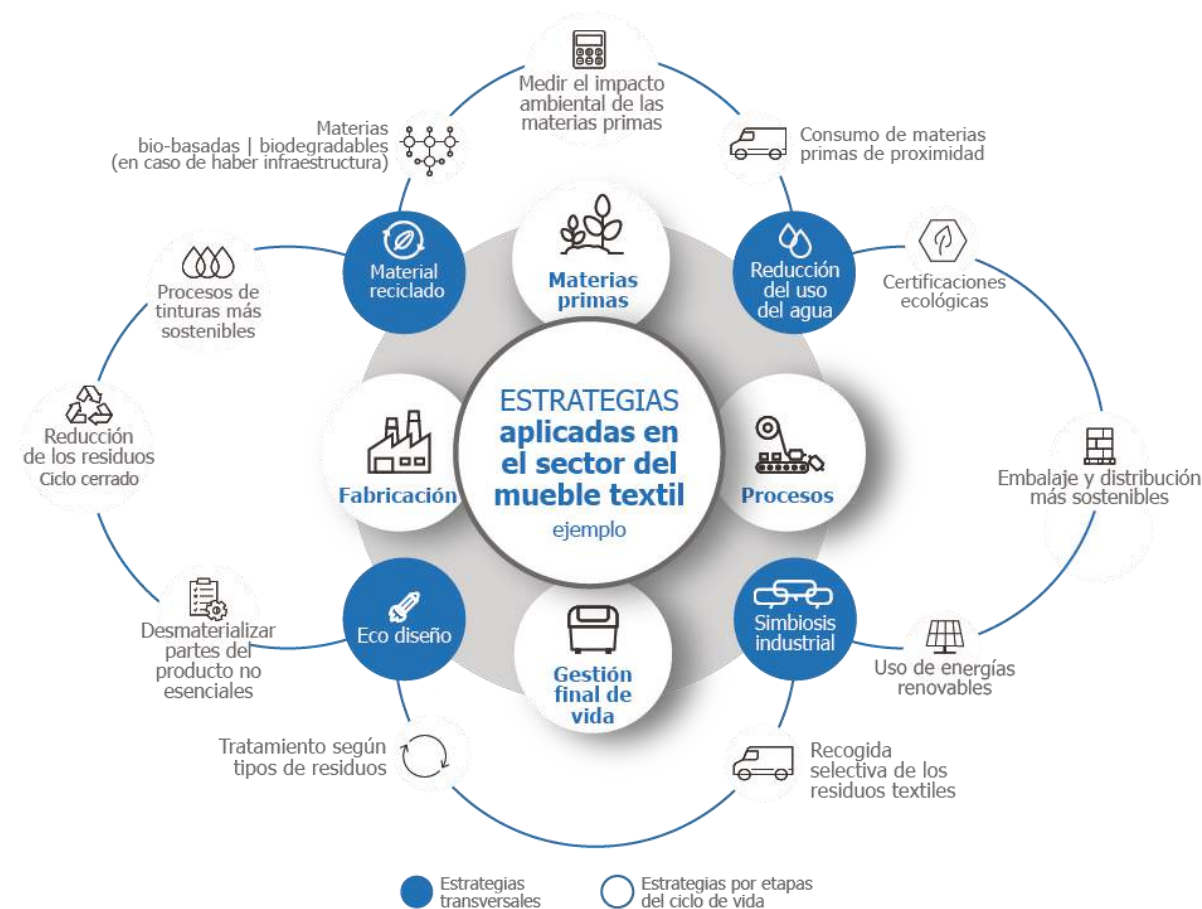 Medir el impacto
ambiental de las
materias primas
Materias
bio-basadas | biodegradables
(en caso de haber infraestructura)
Consumo de materias
primas de proximidad
Material
reciclado
Materias
primas
Reducción
del uso
del agua
Certificaciones
ecológicas
Procesos de
tinturas más
sostenibles
Reducción
de los residuos
Ciclo cerrado
Fabricación
ESTRATEGIAS
aplicadas en
el sector del
mueble textil
ejemplo
Procesos
Embalaje y distribución
más sostenibles
Desmaterializar
partes del
producto no
esenciales
Eco diseño
Gestión
final de
vida
Simbiosis
industrial
Uso de energías
renovables
Tratamiento según
tipos de residuos
Recogida
selectiva de los
residuos textiles
Estrategias
transversales
Estrategias por etapas
del ciclo de vida